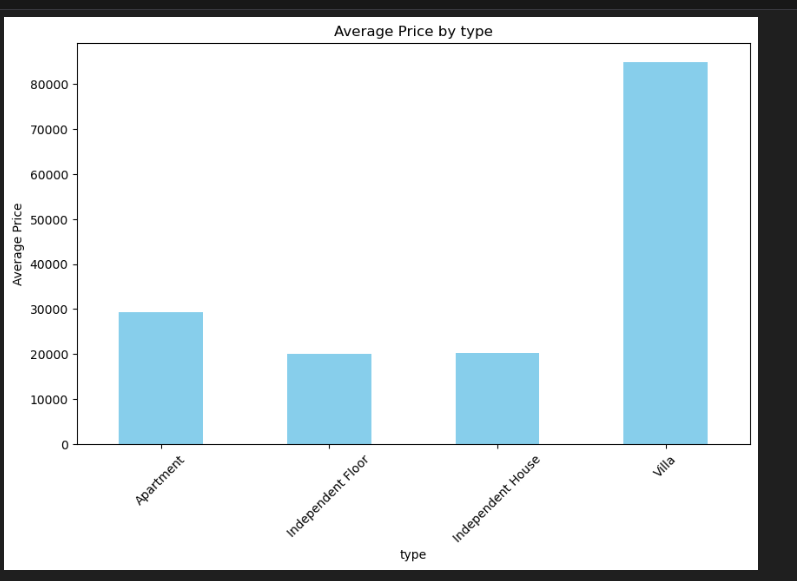 Average Price by type
Average Price
80000
70000
60000
50000
40000
30000
20000
10000
0
Apartment
Independent Floor
Independent House
Villa
type